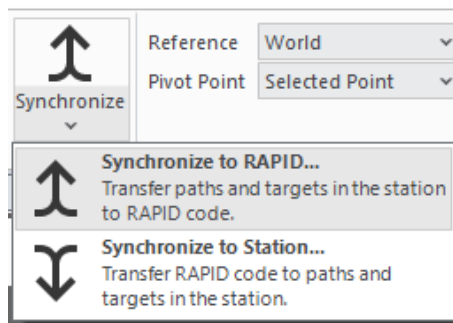 Reference World
Pivot Point Selected Point
Synchronize
Synchronize to RAPID...
Transfer paths and targets in the station
to RAPID code.
Synchronize to Station...
Transfer RAPID code to paths and
targets in the station.